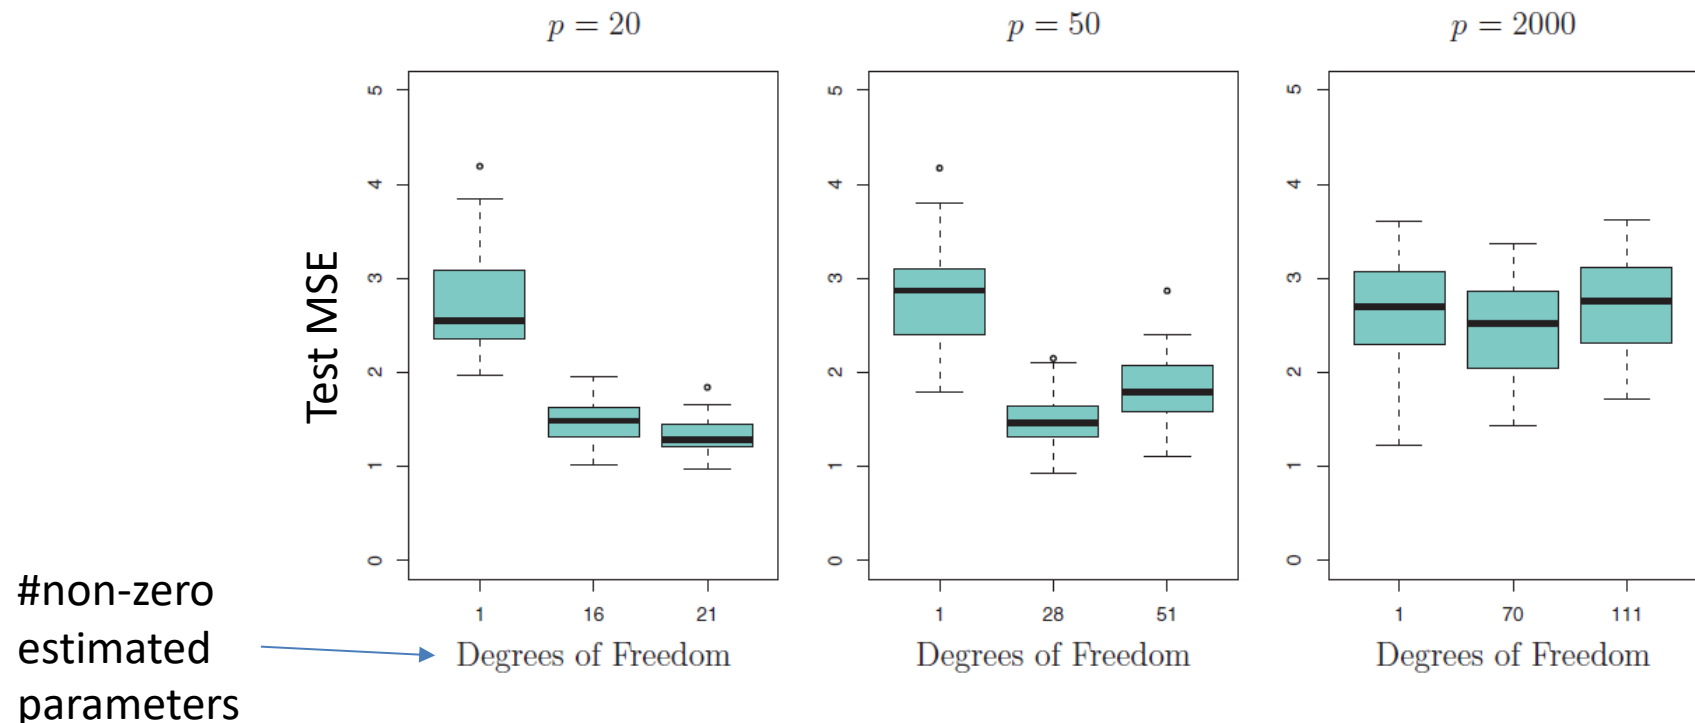 p = 20
p = 50
p = 2000
5
4
3
2
1
0
5
4
3
2
1
0
5
4
3
2
1
0
Test MSE
1 16 21
1 28 51
1 70 111
Degrees of Freedom
Degrees of Freedom
Degrees of Freedom
#non-zero
estimated
parameters